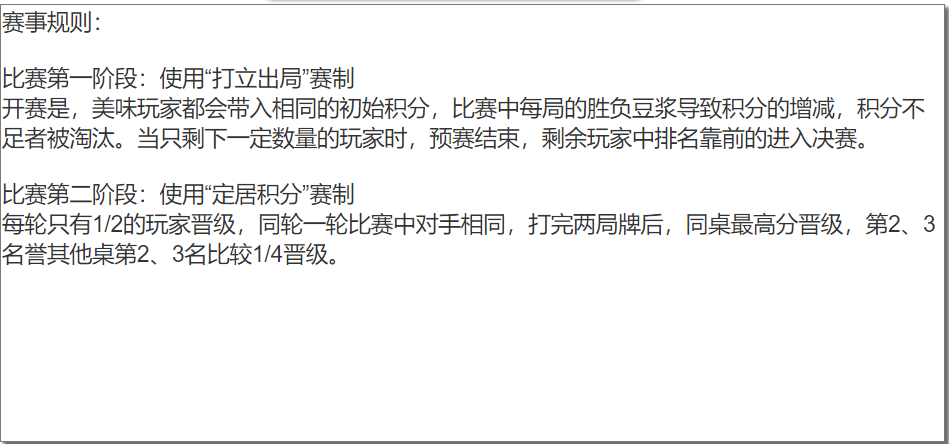 赛事规则：
比赛第一阶段：使用“打立出局”赛制
开赛是，美味玩家都会带入相同的初始积分，比赛中每局的胜负豆浆导致积分的增减，积分不
足者被淘汰。当只剩下一定数量的玩家时，预赛结束，剩余玩家中排名靠前的进入决赛。
比赛第二阶段：使用“定居积分”赛制
每轮只有1/2的玩家晋级，同轮一轮比赛中对手相同，打完两局牌后，同桌最高分晋级，第2、3
名誉其他桌第2、3名比较1/4晋级。